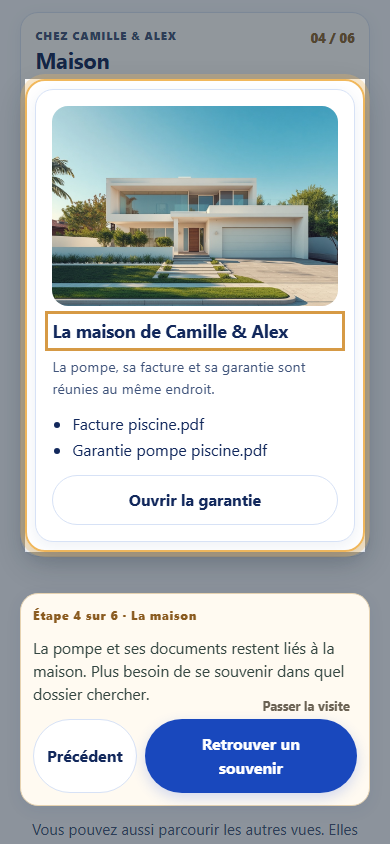 CHEZ CAMILLE & ALEX
04 / 06
Maison
La maison de Camille & Alex
La pompe, sa facture et sa garantie sont
réunies au même endroit.
Facture piscine.pdf
Garantie pompe piscine.pdf
Ouvrir la garantie
Étape 4 sur 6 · La maison
La pompe et ses documents restent liés à la
maison. Plus besoin de se souvenir dans quel
dossier chercher.
Passer la visite
Précédent
Retrouver un
souvenir
Vous pouvez aussi parcourir les autres vues. Elles